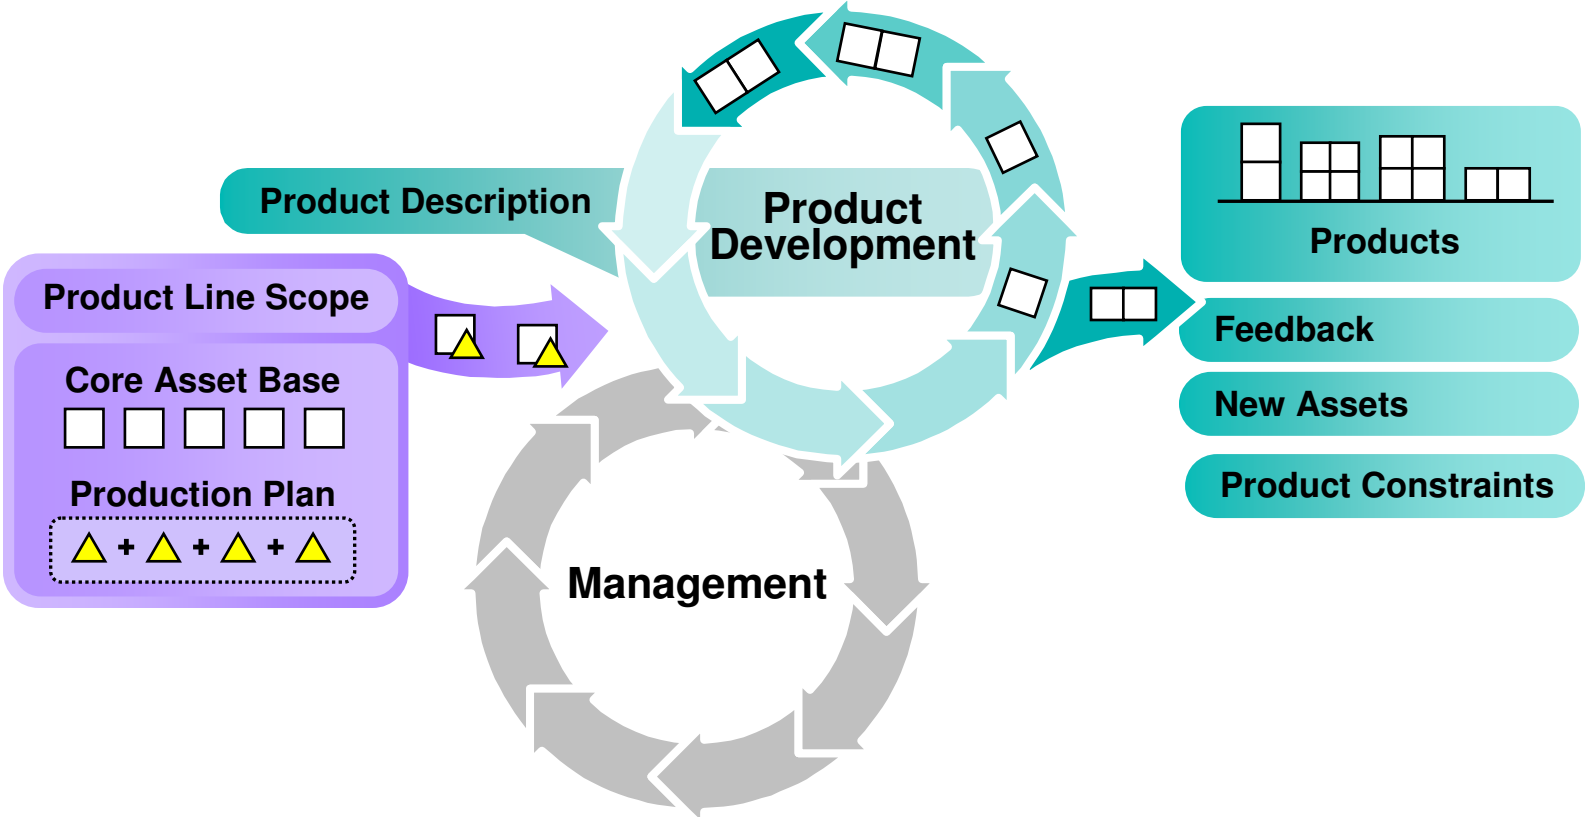 Product Description
Product
Development
Product Line Scope
Core Asset Base
Production Plan
+ + +
Management
Products
Feedback
New Assets
Product Constraints